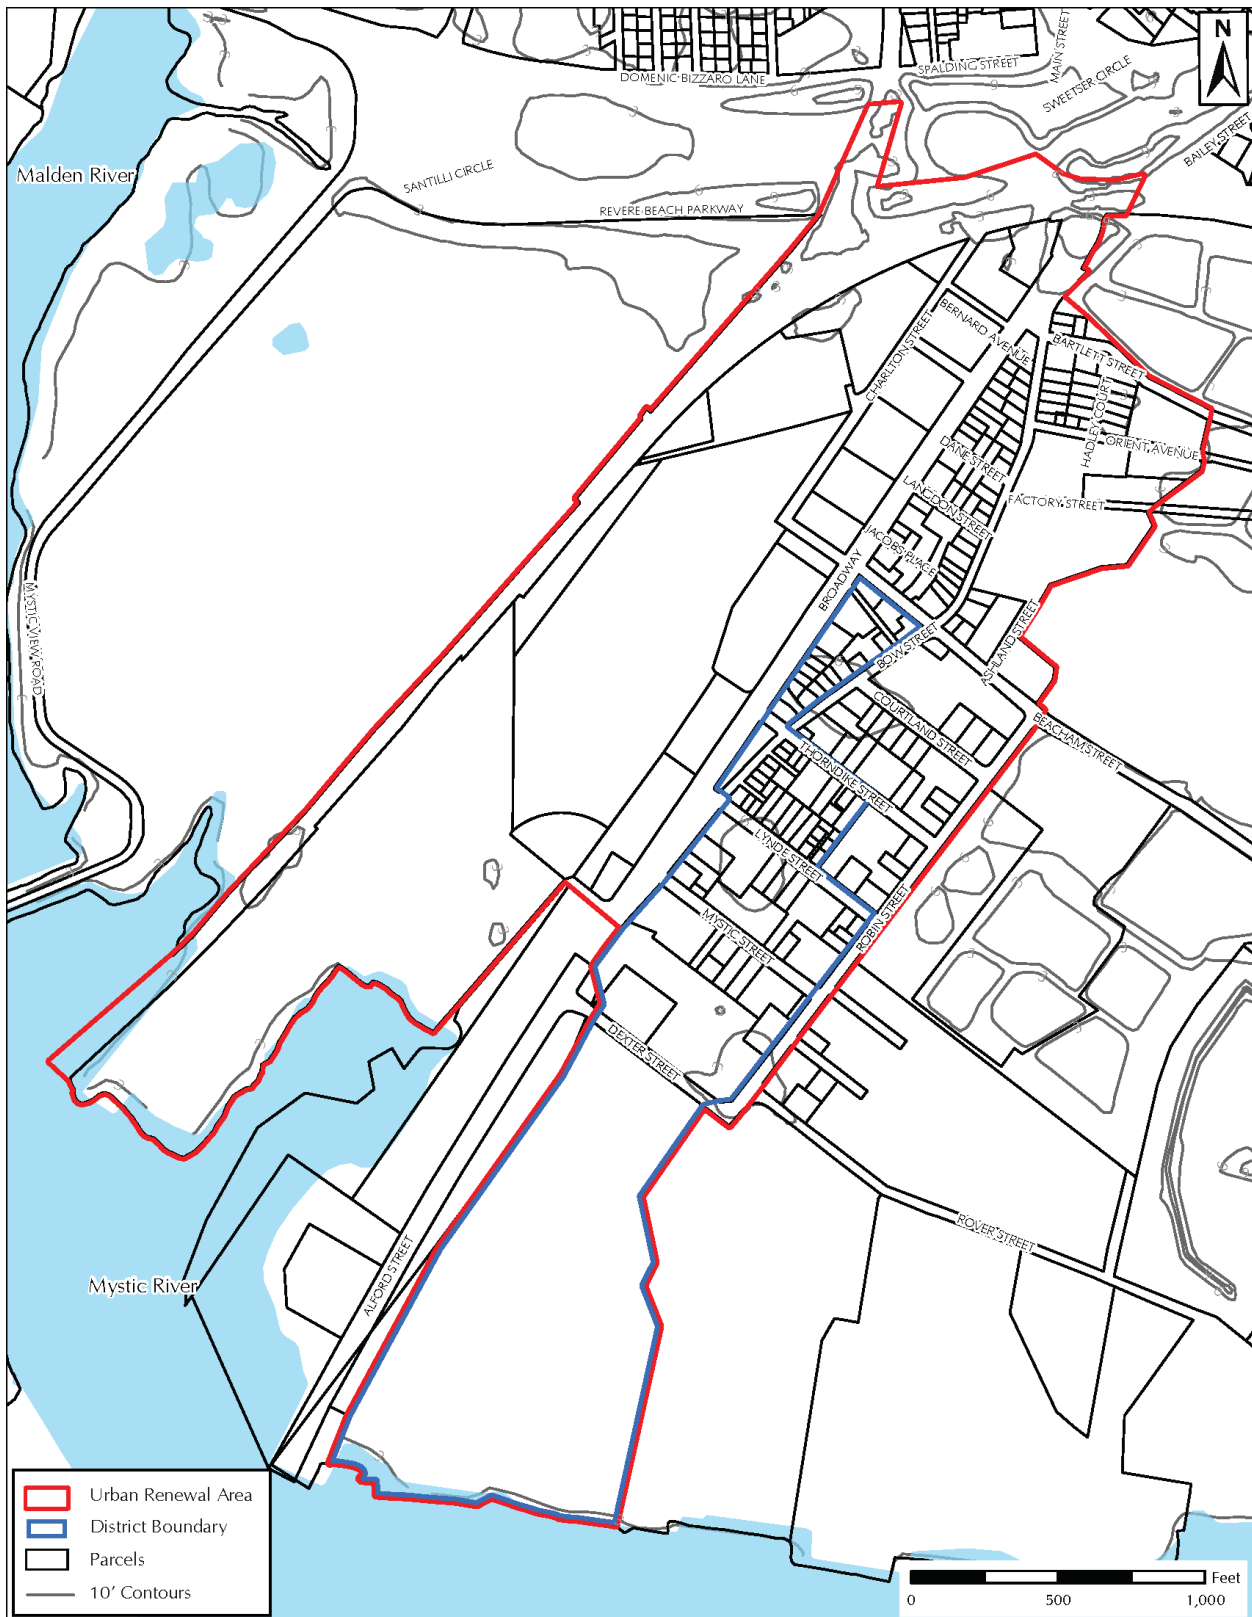 N
MAIN STREET
SPALDING STREET
DOMENIC BIZZARO LANE
SWEETSER CIRCLE
BAILEY STREET
Malden River
SANTILLI CIRCLE
REVERE BEACH PARKWAY
BERNARD AVENUE
CHARLTON STREET
BARTLETT STREET
HADLEY COURT
ORIENT AVENUE
DANE STREET
LANGDON STREET
FACTORY STREET
JACOBS PLACE
BROADWAY
MYSTIC VIEW ROAD
ASHLAND STREET
BOW STREET
COURTLAND STREET
BEACHAM STREET
THORNDIKE STREET
LYNDE STREET
MYSTIC STREET
ROBIN STREET
DEXTER STREET
ROVER STREET
ALFORD STREET
Mystic River
Urban Renewal Area
District Boundary
Parcels
10' Contours
Feet
0 500 1,000